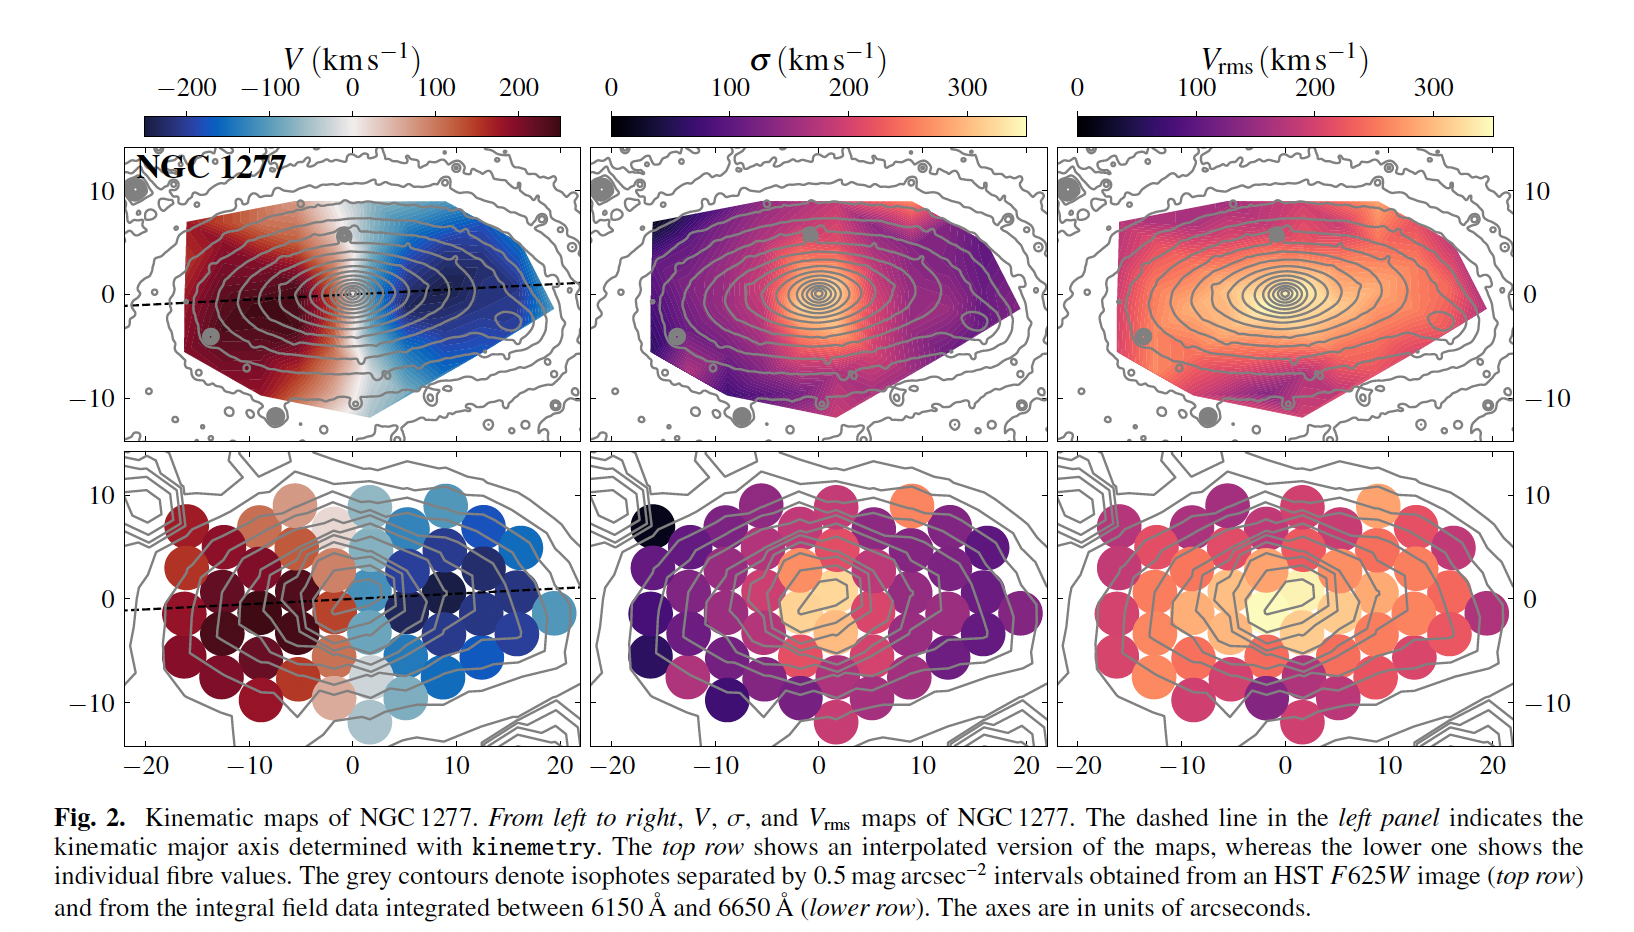 V (km s⁻¹) σ (km s⁻¹) Vrms (km s⁻¹)
−200 −100 0 100 200 0 100 200 300 0 100 200 300
NGC 1277
10 10
0 0
−10 −10
10 10
0 0
−10 −10
−20 −10 0 10 20 −20 −10 0 10 20 −20 −10 0 10 20
Fig. 2. Kinematic maps of NGC 1277. From left to right, V, σ, and Vrms maps of NGC 1277. The dashed line in the left panel indicates the
kinematic major axis determined with kinemetry. The top row shows an interpolated version of the maps, whereas the lower one shows the
individual fibre values. The grey contours denote isophotes separated by 0.5 mag arcsec⁻² intervals obtained from an HST F625W image (top row)
and from the integral field data integrated between 6150 Å and 6650 Å (lower row). The axes are in units of arcseconds.